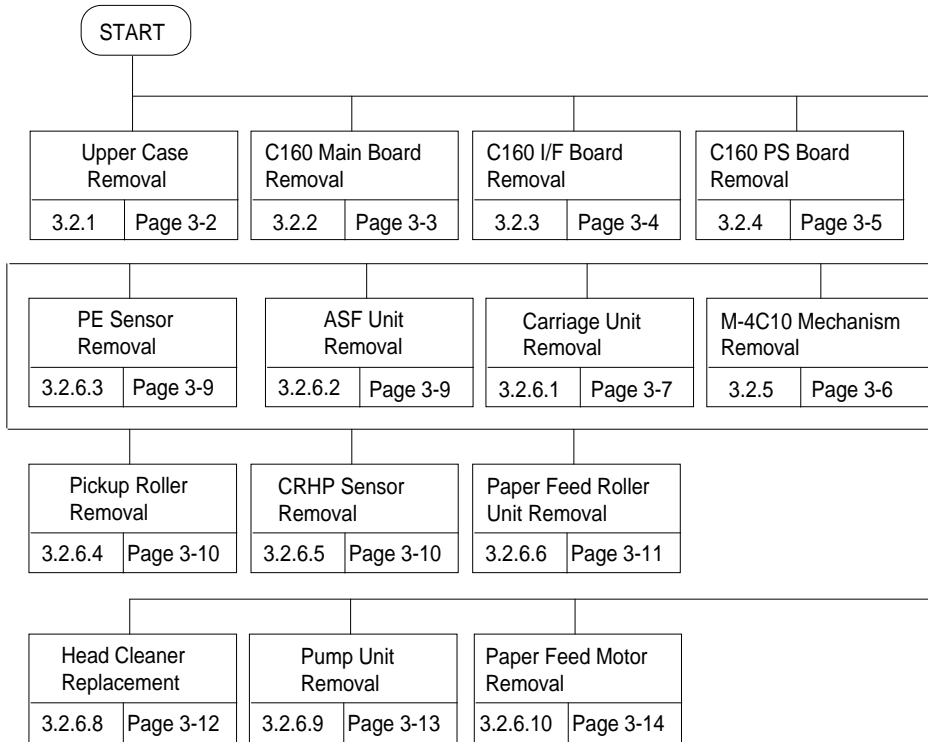 START
Upper Case
Removal
3.2.1 Page 3-2
C160 Main Board
Removal
3.2.2 Page 3-3
C160 I/F Board
Removal
3.2.3 Page 3-4
C160 PS Board
Removal
3.2.4 Page 3-5
PE Sensor
Removal
3.2.6.3 Page 3-9
ASF Unit
Removal
3.2.6.2 Page 3-9
Carriage Unit
Removal
3.2.6.1 Page 3-7
M-4C10 Mechanism
Removal
3.2.5 Page 3-6
Pickup Roller
Removal
3.2.6.4 Page 3-10
CRHP Sensor
Removal
3.2.6.5 Page 3-10
Paper Feed Roller
Unit Removal
3.2.6.6 Page 3-11
Head Cleaner
Replacement
3.2.6.8 Page 3-12
Pump Unit
Removal
3.2.6.9 Page 3-13
Paper Feed Motor
Removal
3.2.6.10 Page 3-14